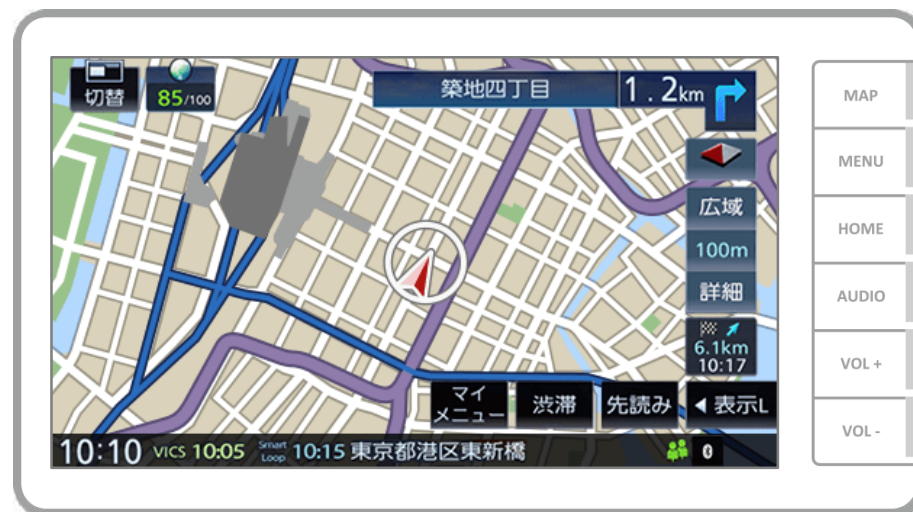 切替
85/100
築地四丁目
1.2km
広域
100m
詳細
6.1km
10:17
マイ
メニュー
渋滞
先読み
表示L
10:10 VICS 10:05 Smart Loop 10:15 東京都港区東新橋
MAP
MENU
HOME
AUDIO
VOL +
VOL -